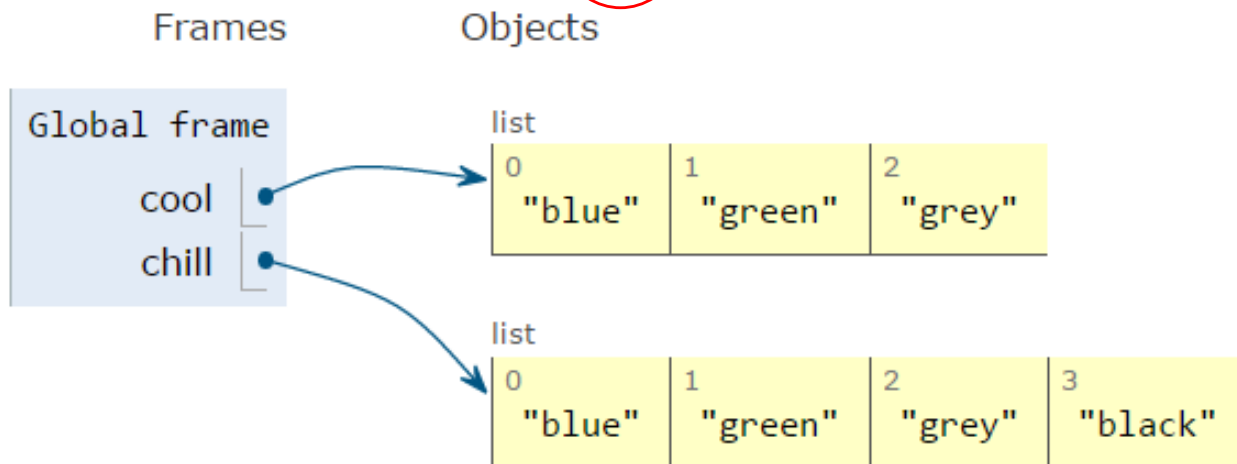 Frames Objects
Global frame
cool
chill
list
0 1 2
"blue" "green" "grey"
list
0 1 2 3
"blue" "green" "grey" "black"